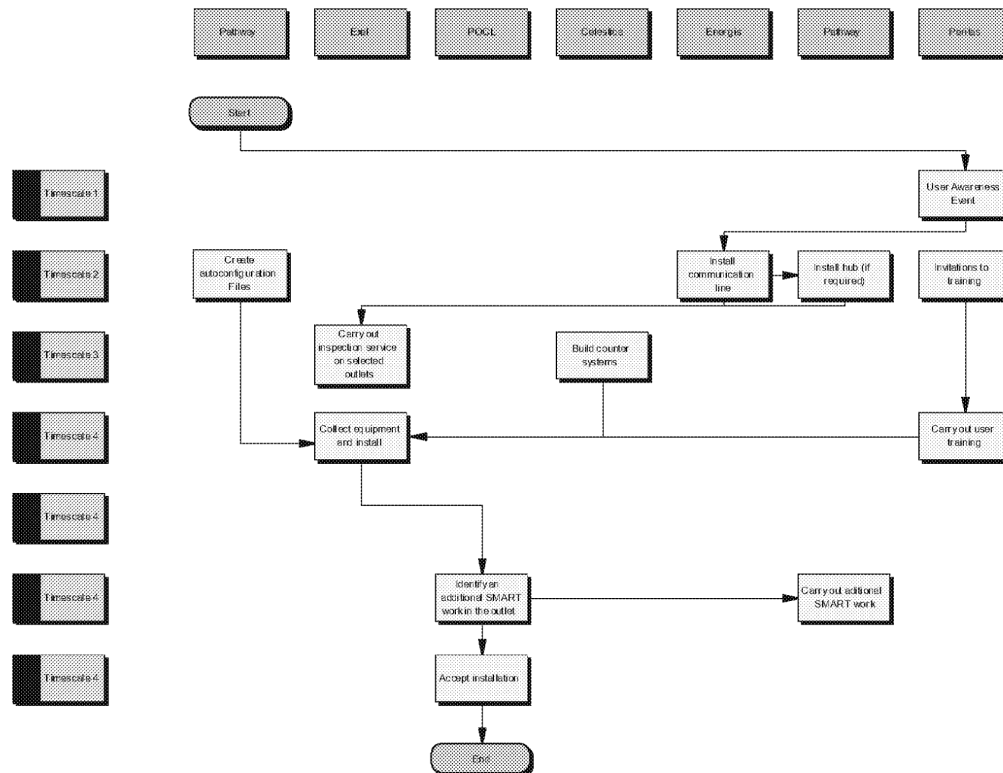 Pathway
Exel
POCL
Celestica
Energis
Pathway
Peritas
Start
Timescale 1
User Awareness
Event
Timescale 2
Create
autoconfiguration
Files
Install
communication
line
Install hub (if
required)
Invitations to
training
Timescale 3
Carry out
inspection service
on selected
outlets
Build counter
systems
Timescale 4
Collect equipment
and install
Carry out user
training
Timescale 4
Timescale 4
Identify an
additional SMART
work in the outlet
Carry out aditional
SMART work
Timescale 4
Accept installation
End